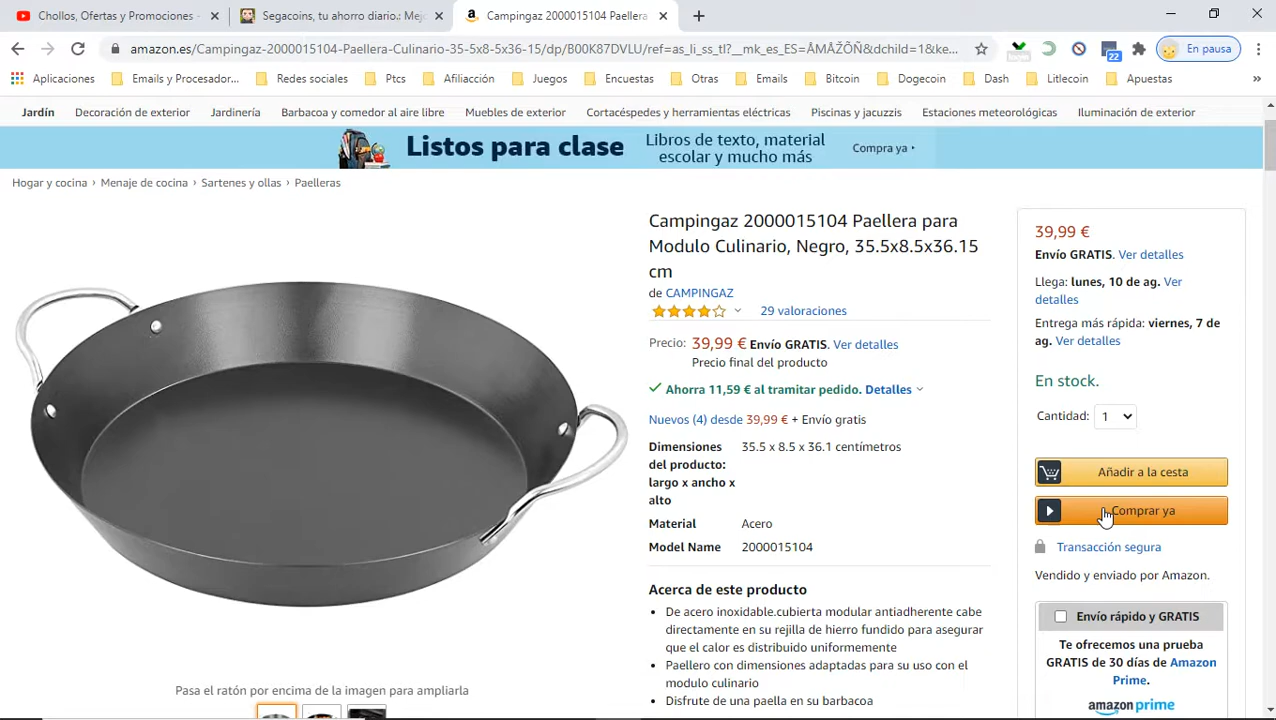 Chollos, Ofertas y Promociones -
Segacoins, tu ahorro diario.: Mejo
Campingaz 2000015104 Paellera
amazon.es/Campingaz-2000015104-Paellera-Culinario-35-5x8-5x36-15/dp/B00K87DVLU/ref=as_li_ss_tl?__mk_es_ES=ÅMÅŽÕÑ&dchild=1&ke...
22
En pausa
Aplicaciones
Emails y Procesador...
Redes sociales
Ptcs
Afiliacción
Juegos
Encuestas
Otras
Emails
Bitcoin
Dogecoin
Dash
Litlecoin
Apuestas
»
Jardín
Decoración de exterior
Jardinería
Barbacoa y comedor al aire libre
Muebles de exterior
Cortacéspedes y herramientas eléctricas
Piscinas y jacuzzis
Estaciones meteorológicas
Iluminación de exterior
Listos para clase
Libros de texto, material
escolar y mucho más
Compra ya
Hogar y cocina › Menaje de cocina › Sartenes y ollas › Paelleras
Campingaz 2000015104 Paellera para
Modulo Culinario, Negro, 35.5x8.5x36.15
cm
de CAMPINGAZ
29 valoraciones
Precio: 39,99 € Envío GRATIS. Ver detalles
Precio final del producto
Ahorra 11,59 € al tramitar pedido. Detalles
Nuevos (4) desde 39,99 € + Envío gratis
Dimensiones 35.5 x 8.5 x 36.1 centímetros
del producto:
largo x ancho x
alto
Material Acero
Model Name 2000015104
Acerca de este producto
• De acero inoxidable.cubierta modular antiadherente cabe
directamente en su rejilla de hierro fundido para asegurar
que el calor es distribuido uniformemente
• Paellero con dimensiones adaptadas para su uso con el
modulo culinario
• Disfrute de una paella en su barbacoa
Pasa el ratón por encima de la imagen para ampliarla
39,99 €
Envío GRATIS. Ver detalles
Llega: lunes, 10 de ag. Ver
detalles
Entrega más rápida: viernes, 7 de
ag. Ver detalles
En stock.
Cantidad: 1
Añadir a la cesta
Comprar ya
Transacción segura
Vendido y enviado por Amazon.
Envío rápido y GRATIS
Te ofrecemos una prueba
GRATIS de 30 días de Amazon
Prime.
amazon prime